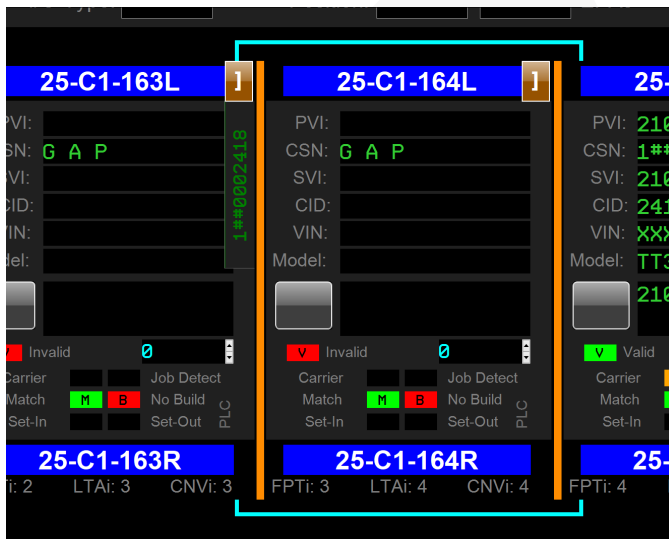 25-C1-163L
]
25-C1-164L
]
25-
PVI:
PVI:
PVI: 210
CSN: G A P
CSN: G A P
CSN: 1##
SVI:
SVI:
SVI: 210
CID:
CID:
CID: 241
VIN:
VIN:
VIN: XXX
Model:
Model: TT3
1##0002418
210
V Invalid 0
V Invalid 0
V Valid
Carrier Job Detect
Carrier Job Detect
Carrier
Match M B No Build
Match M B No Build
Match
Set-In Set-Out PLC
Set-In Set-Out PLC
Set-In
25-C1-163R
25-C1-164R
25-
Ti: 2 LTAi: 3 CNVi: 3
FPTi: 3 LTAi: 4 CNVi: 4
FPTi: 4